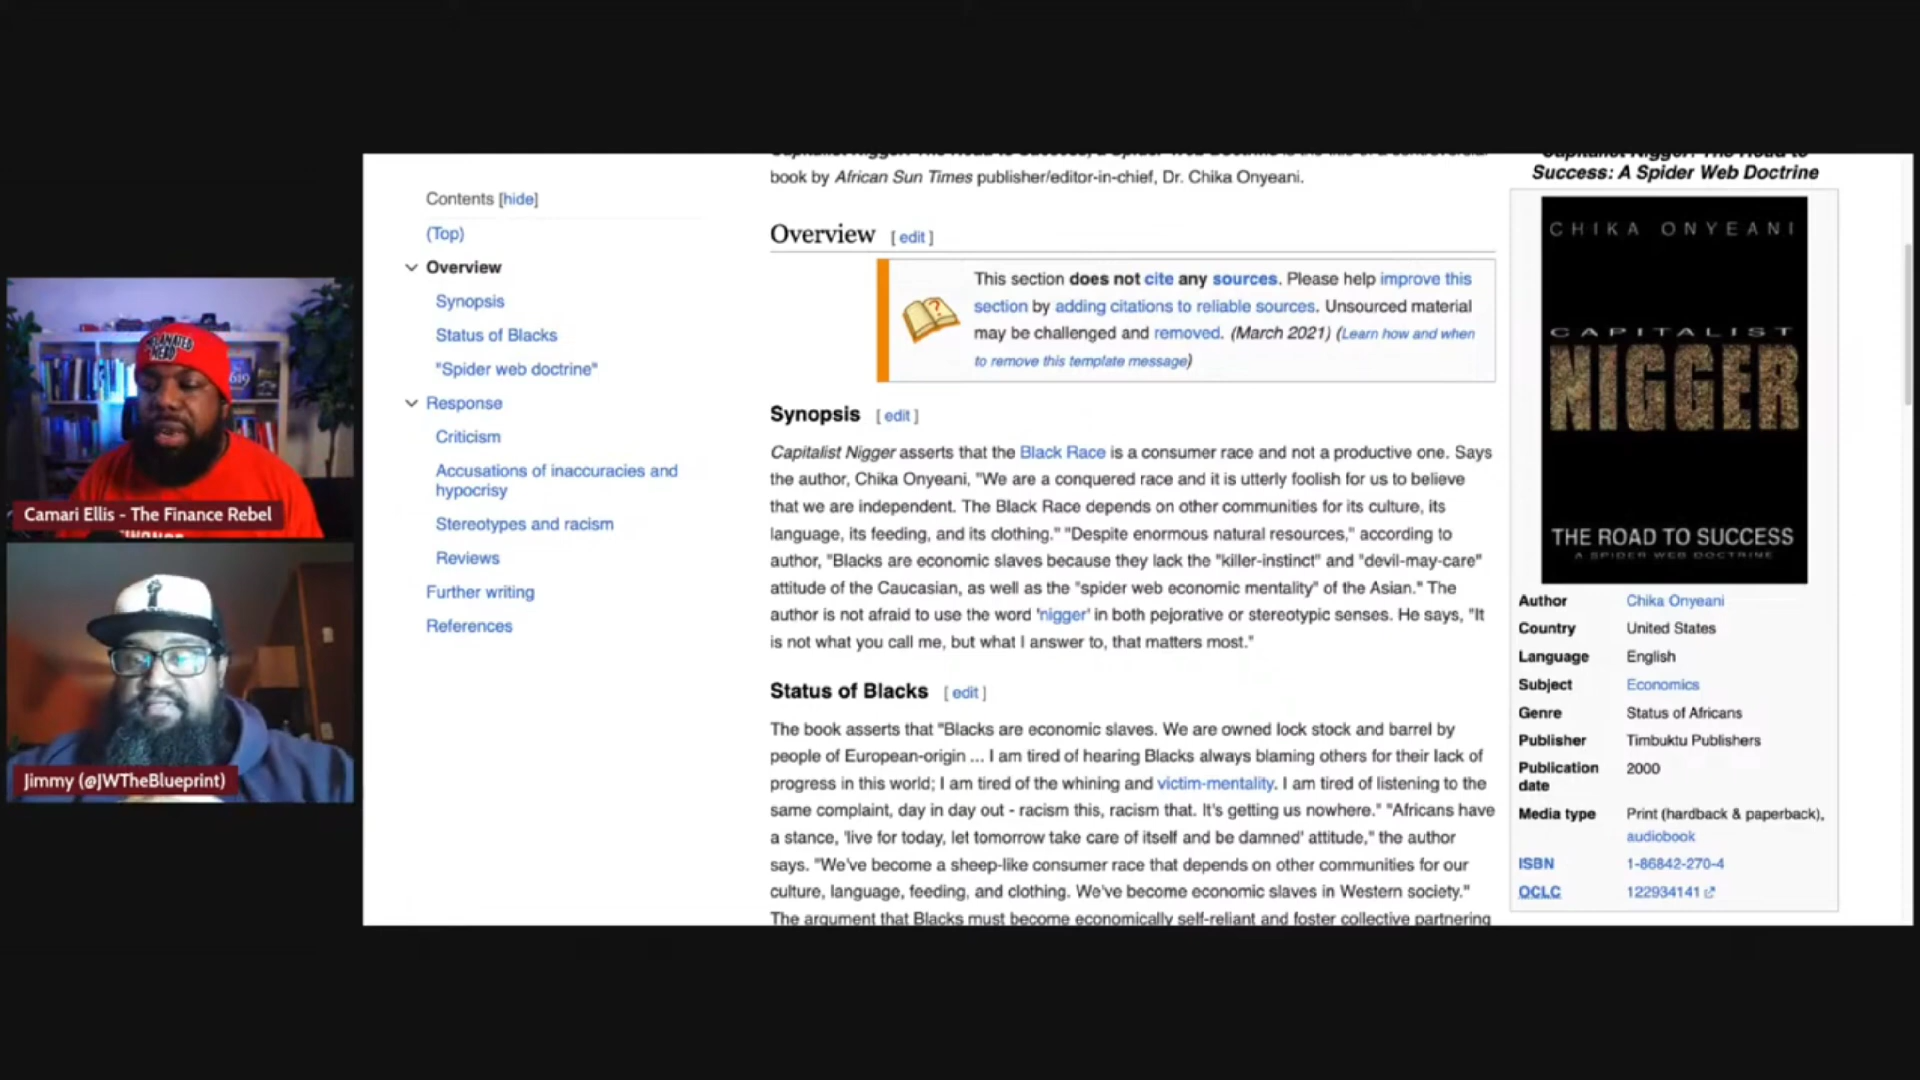 Success: A Spider Web Doctrine
book by African Sun Times publisher/editor-in-chief, Dr. Chika Onyeani.
Contents [hide]
(Top)
Overview
Synopsis
Status of Blacks
"Spider web doctrine"
Response
Criticism
Accusations of inaccuracies and
hypocrisy
Stereotypes and racism
Reviews
Further writing
References
Overview [ edit ]
This section does not cite any sources. Please help improve this
section by adding citations to reliable sources. Unsourced material
may be challenged and removed. (March 2021) (Learn how and when
to remove this template message)
Synopsis [ edit ]
Capitalist Nigger asserts that the Black Race is a consumer race and not a productive one. Says
the author, Chika Onyeani, "We are a conquered race and it is utterly foolish for us to believe
that we are independent. The Black Race depends on other communities for its culture, its
language, its feeding, and its clothing." "Despite enormous natural resources," according to
author, "Blacks are economic slaves because they lack the "killer-instinct" and "devil-may-care"
attitude of the Caucasian, as well as the "spider web economic mentality" of the Asian." The
author is not afraid to use the word 'nigger' in both pejorative or stereotypic senses. He says, "It
is not what you call me, but what I answer to, that matters most."
Status of Blacks [ edit ]
The book asserts that "Blacks are economic slaves. We are owned lock stock and barrel by
people of European-origin ... I am tired of hearing Blacks always blaming others for their lack of
progress in this world; I am tired of the whining and victim-mentality. I am tired of listening to the
same complaint, day in day out - racism this, racism that. It's getting us nowhere." "Africans have
a stance, 'live for today, let tomorrow take care of itself and be damned' attitude," the author
says. "We've become a sheep-like consumer race that depends on other communities for our
culture, language, feeding, and clothing. We've become economic slaves in Western society."
The argument that Blacks must become economically self-reliant and foster collective partnering
CHIKA ONYEANI
CAPITALIST
NIGGER
THE ROAD TO SUCCESS
A SPIDER WEB DOCTRINE
Author Chika Onyeani
Country United States
Language English
Subject Economics
Genre Status of Africans
Publisher Timbuktu Publishers
Publication 2000
date
Media type Print (hardback & paperback),
audiobook
ISBN 1-86842-270-4
OCLC 122934141
619
Camari Ellis - The Finance Rebel
Jimmy (@JWTheBlueprint)